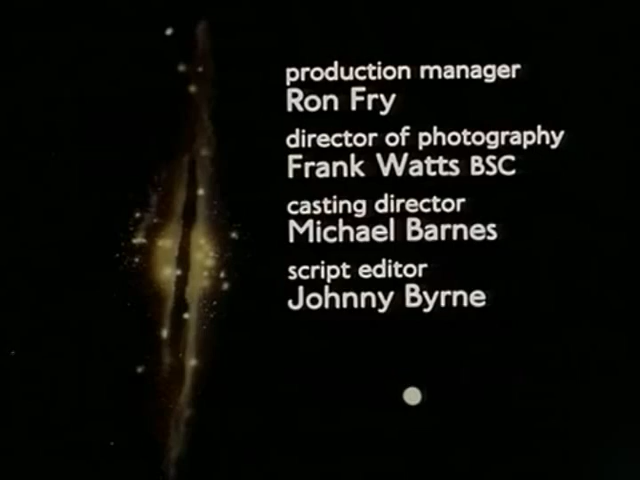 production manager
Ron Fry
director of photography
Frank Watts BSC
casting director
Michael Barnes
script editor
Johnny Byrne